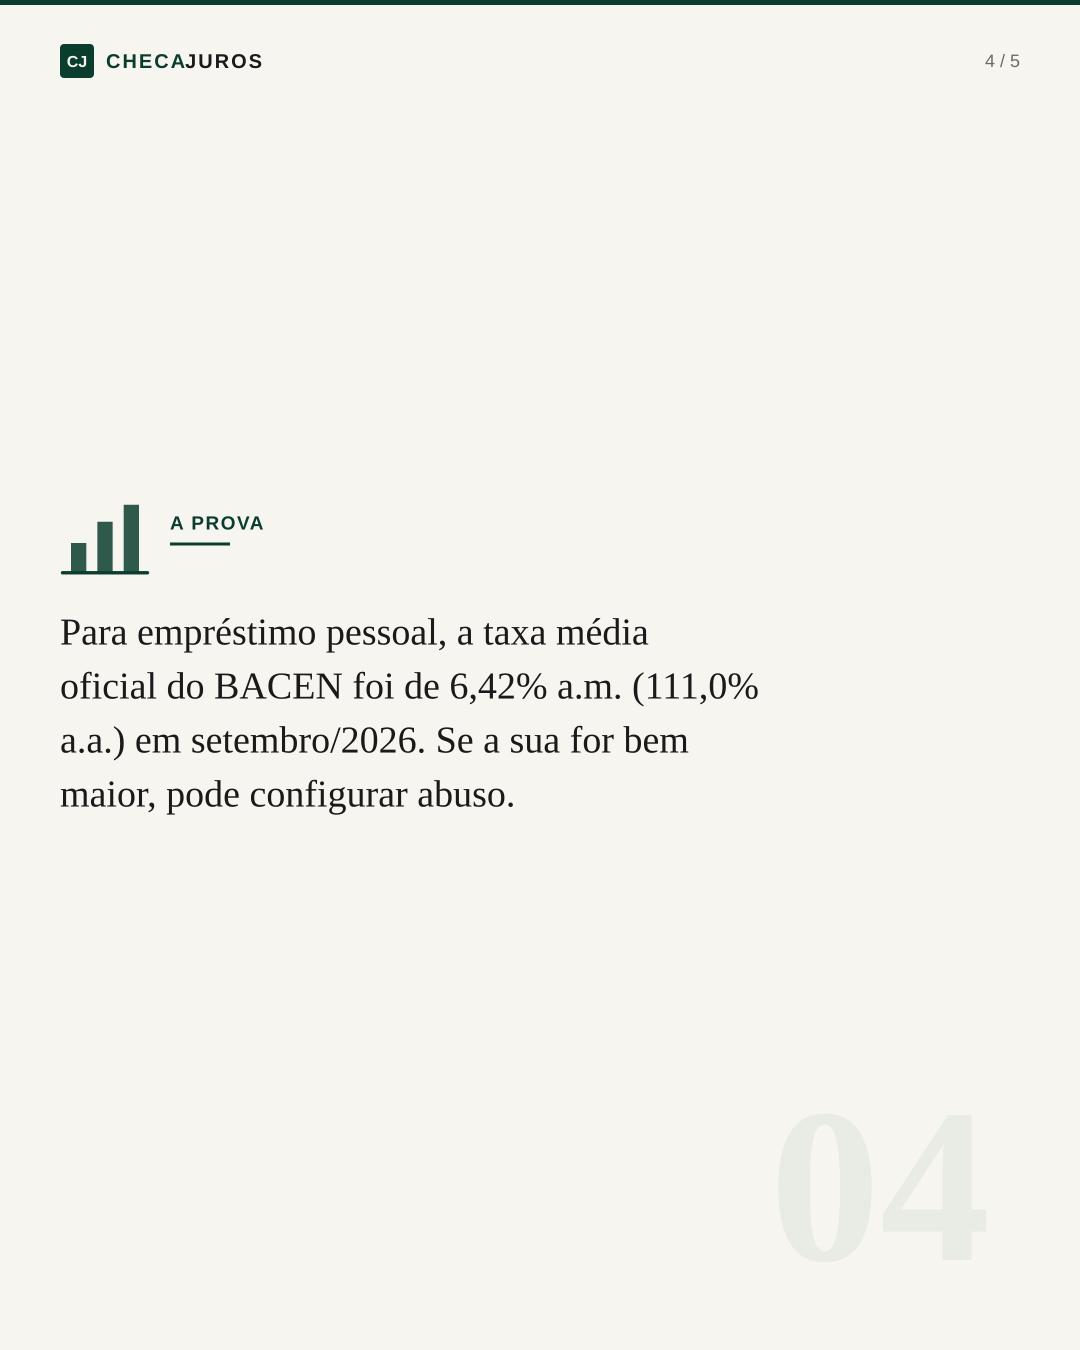 CJ CHECAJUROS
4 / 5
A PROVA
Para empréstimo pessoal, a taxa média
oficial do BACEN foi de 6,42% a.m. (111,0%
a.a.) em setembro/2026. Se a sua for bem
maior, pode configurar abuso.
04